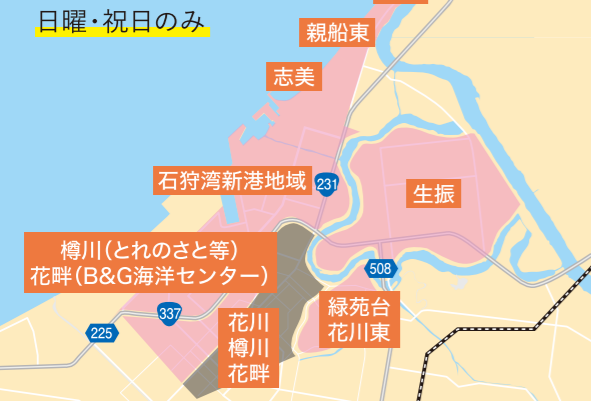 日曜・祝日のみ
親船東
志美
石狩湾新港地域
231
生振
樽川（とれのさと等）
花畔（B&G海洋センター）
508
337
225
花川
樽川
花畔
緑苑台
花川東